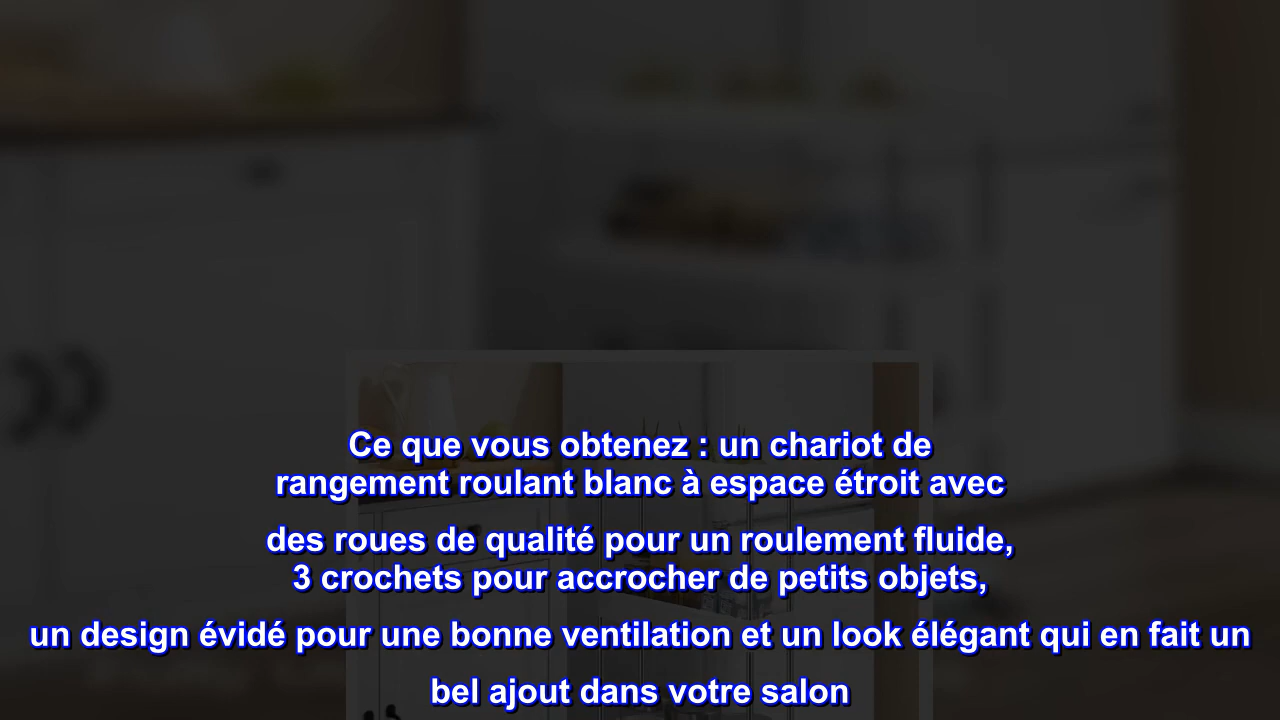 Ce que vous obtenez : un chariot de
rangement roulant blanc à espace étroit avec
des roues de qualité pour un roulement fluide,
3 crochets pour accrocher de petits objets,
un design évidé pour une bonne ventilation et un look élégant qui en fait un
bel ajout dans votre salon